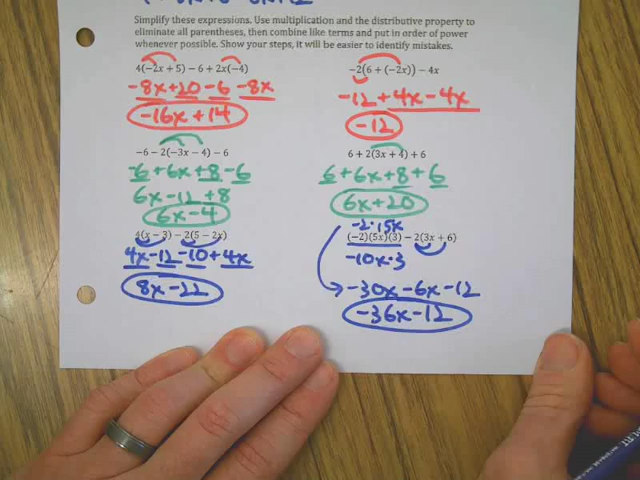 Simplify these expressions. Use multiplication and the distributive property to
eliminate all parentheses, then combine like terms and put in order of power
whenever possible. Show your steps, it will be easier to identify mistakes.
4(−2x + 5) − 6 + 2x(−4)
-8x+20-6-8x
-16x+14
−2(6 + (−2x)) − 4x
-12+4x-4x
-12
−6 − 2(−3x − 4) − 6
-6+6x+8-6
6x-12+8
6x-4
6 + 2(3x + 4) + 6
6+6x+8+6
6x+20
4(x − 3) − 2(5 − 2x)
4x-12-10+4x
8x-22
-2·15x
(−2)(5x)(3) − 2(3x + 6)
-10x·3
-30x-6x-12
-36x-12